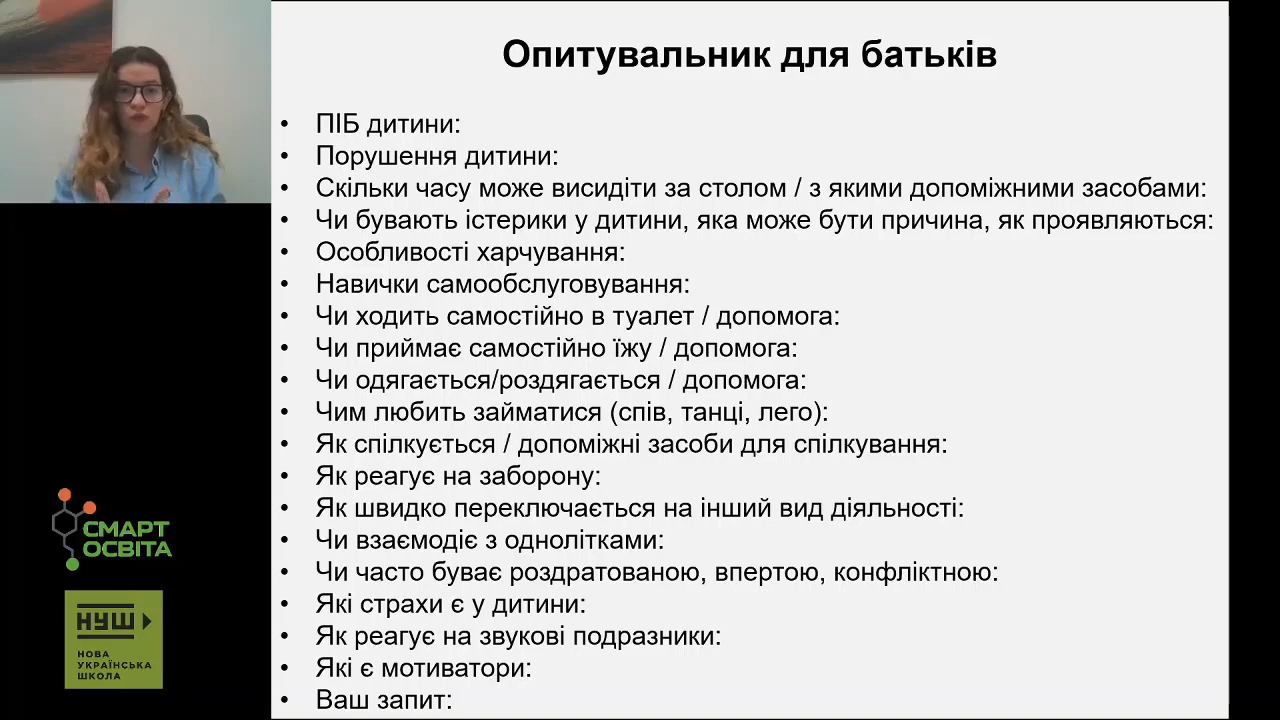 Опитувальник для батьків
• ПІБ дитини:
• Порушення дитини:
• Скільки часу може висидіти за столом / з якими допоміжними засобами:
• Чи бувають істерики у дитини, яка може бути причина, як проявляються:
• Особливості харчування:
• Навички самообслуговування:
• Чи ходить самостійно в туалет / допомога:
• Чи приймає самостійно їжу / допомога:
• Чи одягається/роздягається / допомога:
• Чим любить займатися (спів, танці, лего):
• Як спілкується / допоміжні засоби для спілкування:
• Як реагує на заборону:
• Як швидко переключається на інший вид діяльності:
• Чи взаємодіє з однолітками:
• Чи часто буває роздратованою, впертою, конфліктною:
• Які страхи є у дитини:
• Як реагує на звукові подразники:
• Які є мотиватори:
• Ваш запит:
СМАРТ
ОСВІТА
НУШ
НОВА
УКРАЇНСЬКА
ШКОЛА